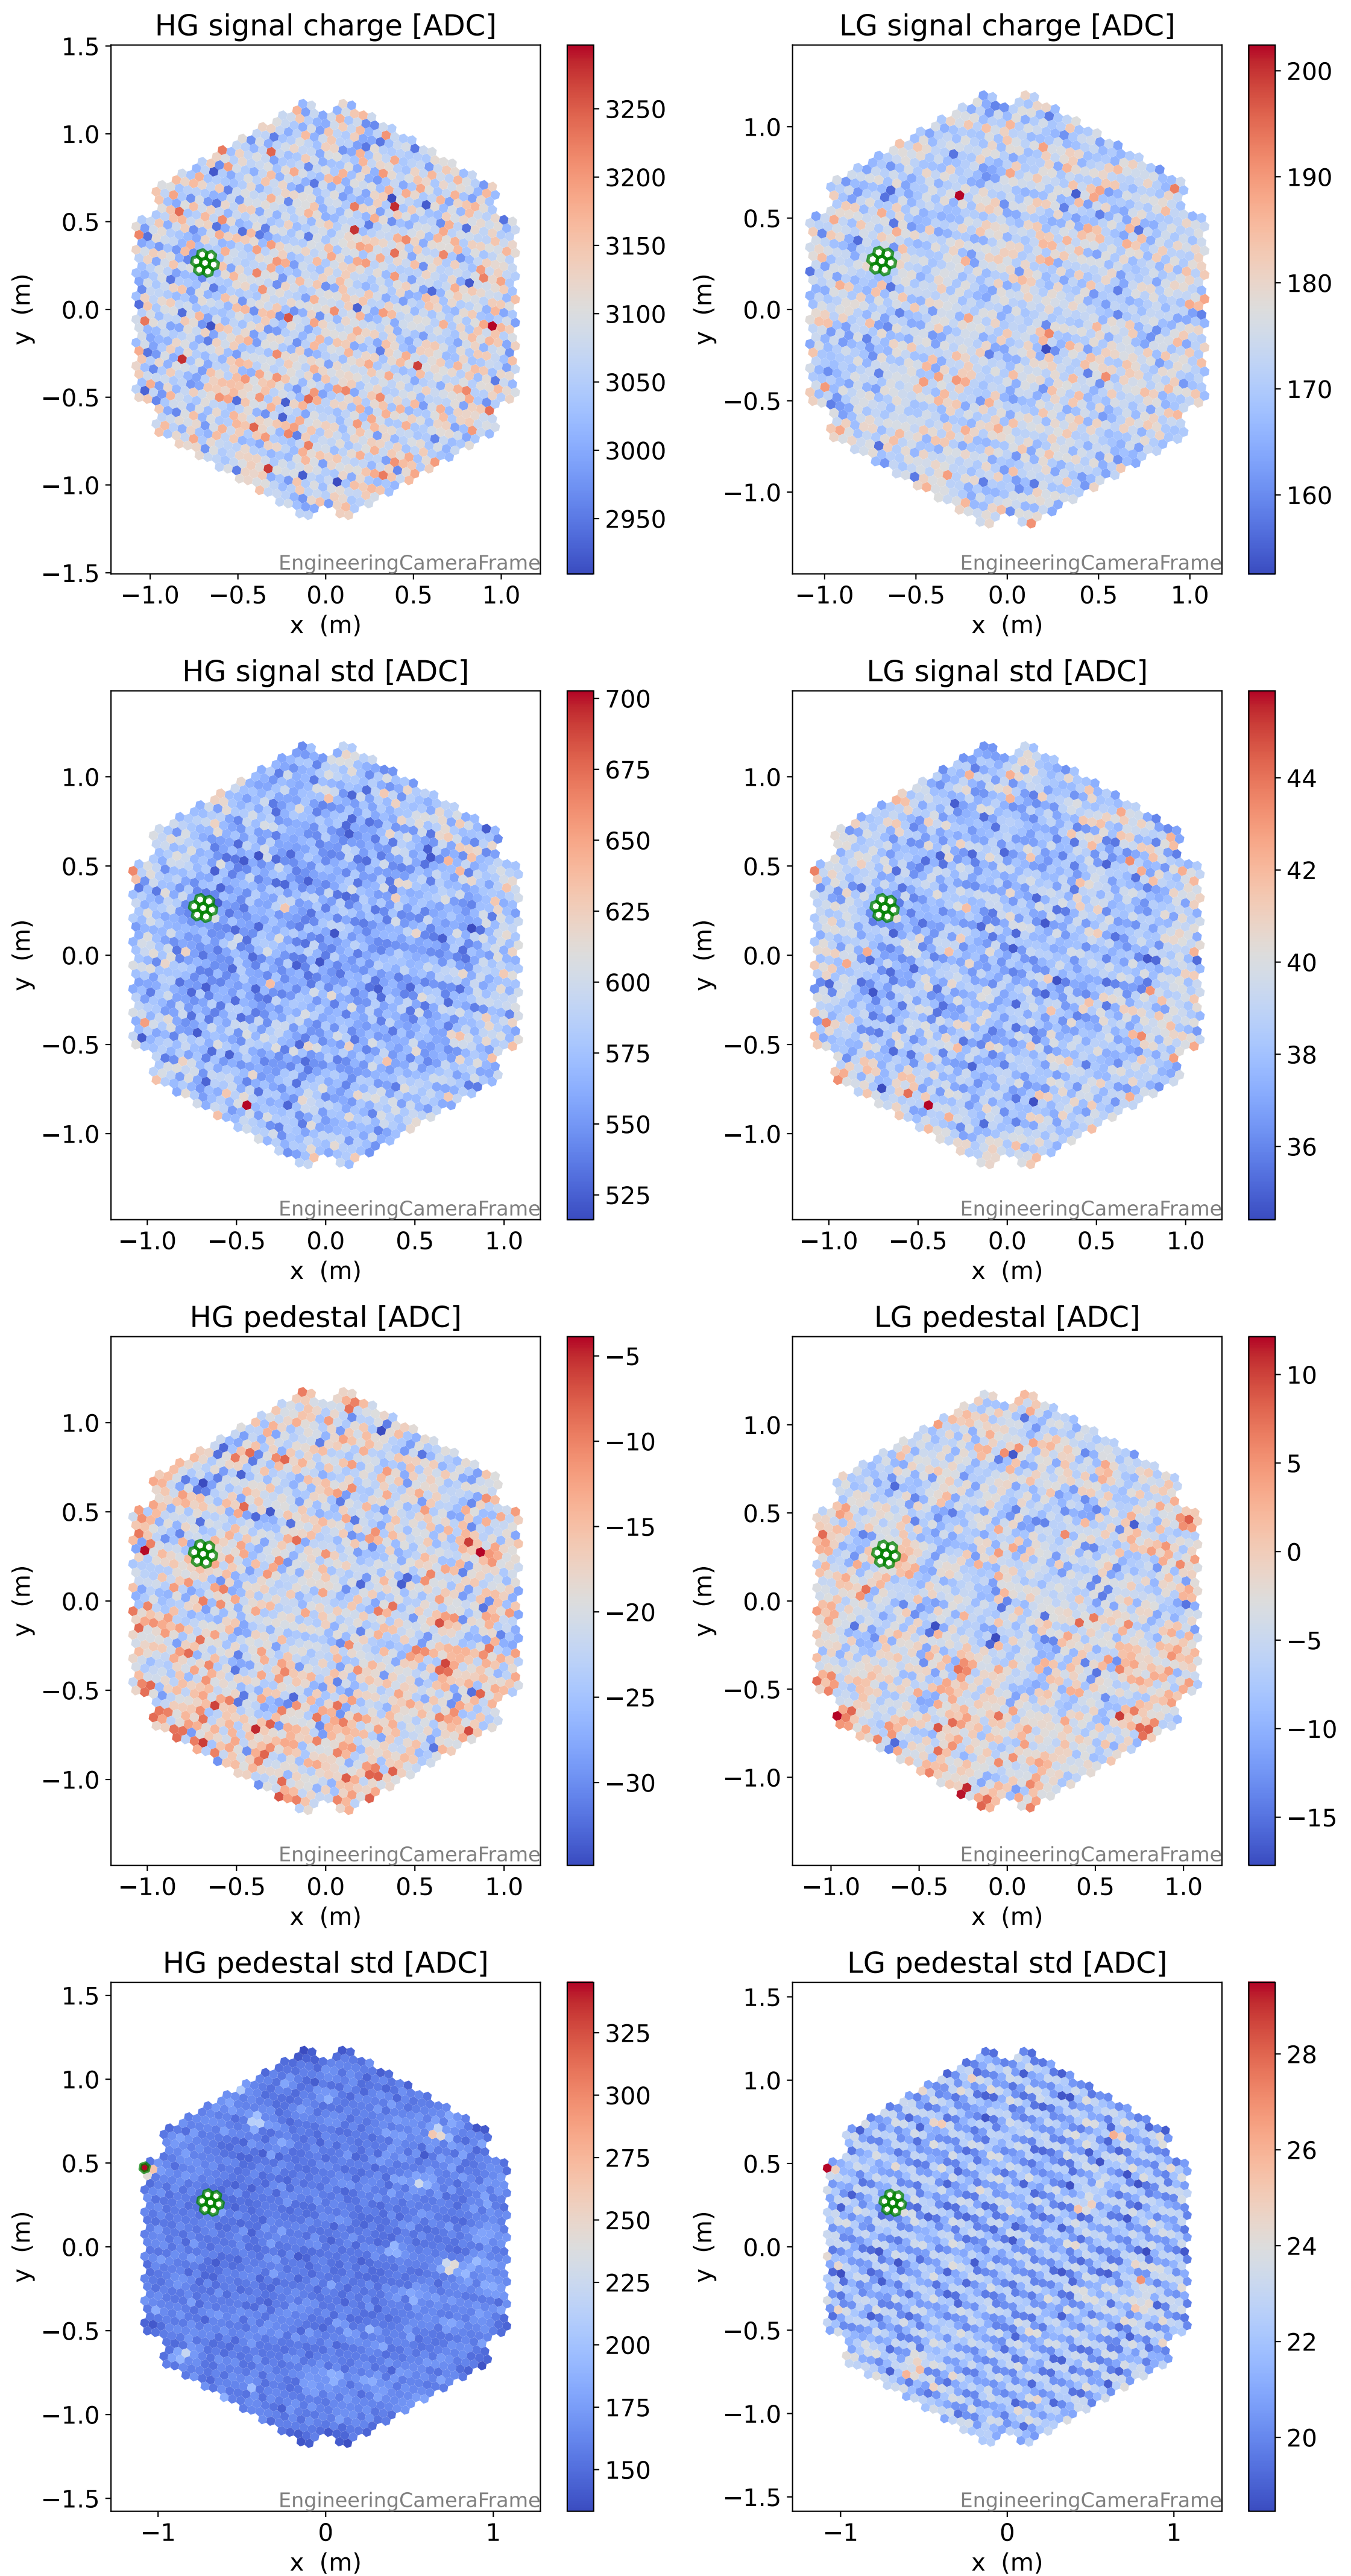 HG signal charge [ADC]
1.5
1.0
0.5
0.0
−0.5
−1.0
−1.5
y (m)
−1.0 −0.5 0.0 0.5 1.0
x (m)
EngineeringCameraFrame
3250
3200
3150
3100
3050
3000
2950
LG signal charge [ADC]
1.0
0.5
0.0
−0.5
−1.0
y (m)
−1.0 −0.5 0.0 0.5 1.0
x (m)
EngineeringCameraFrame
200
190
180
170
160
HG signal std [ADC]
1.0
0.5
0.0
−0.5
−1.0
y (m)
−1.0 −0.5 0.0 0.5 1.0
x (m)
EngineeringCameraFrame
700
675
650
625
600
575
550
525
LG signal std [ADC]
1.0
0.5
0.0
−0.5
−1.0
y (m)
−1.0 −0.5 0.0 0.5 1.0
x (m)
EngineeringCameraFrame
44
42
40
38
36
HG pedestal [ADC]
1.0
0.5
0.0
−0.5
−1.0
y (m)
−1.0 −0.5 0.0 0.5 1.0
x (m)
EngineeringCameraFrame
−5
−10
−15
−20
−25
−30
LG pedestal [ADC]
1.0
0.5
0.0
−0.5
−1.0
y (m)
−1.0 −0.5 0.0 0.5 1.0
x (m)
EngineeringCameraFrame
10
5
0
−5
−10
−15
HG pedestal std [ADC]
1.5
1.0
0.5
0.0
−0.5
−1.0
−1.5
y (m)
−1 0 1
x (m)
EngineeringCameraFrame
325
300
275
250
225
200
175
150
LG pedestal std [ADC]
1.5
1.0
0.5
0.0
−0.5
−1.0
−1.5
y (m)
−1 0 1
x (m)
EngineeringCameraFrame
28
26
24
22
20